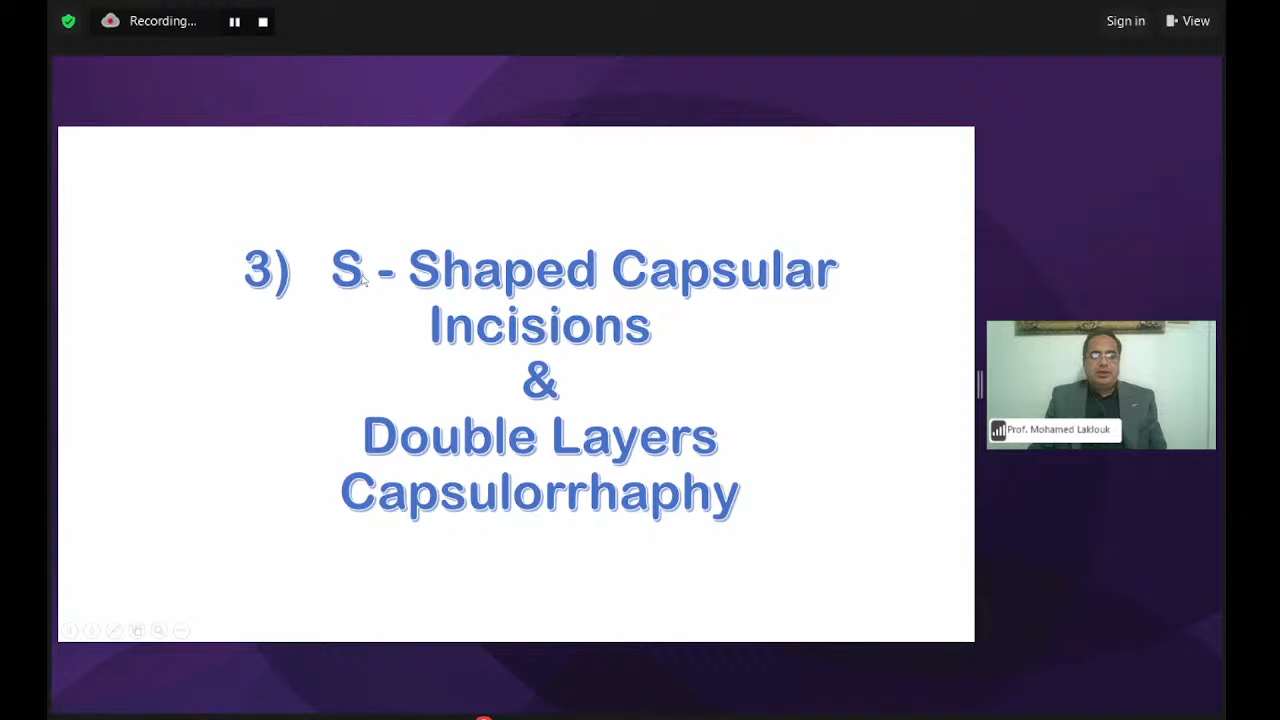 Recording...
Sign in
View
3) S - Shaped Capsular
Incisions
&
Double Layers
Capsulorrhaphy
Prof. Mohamed Laklouk